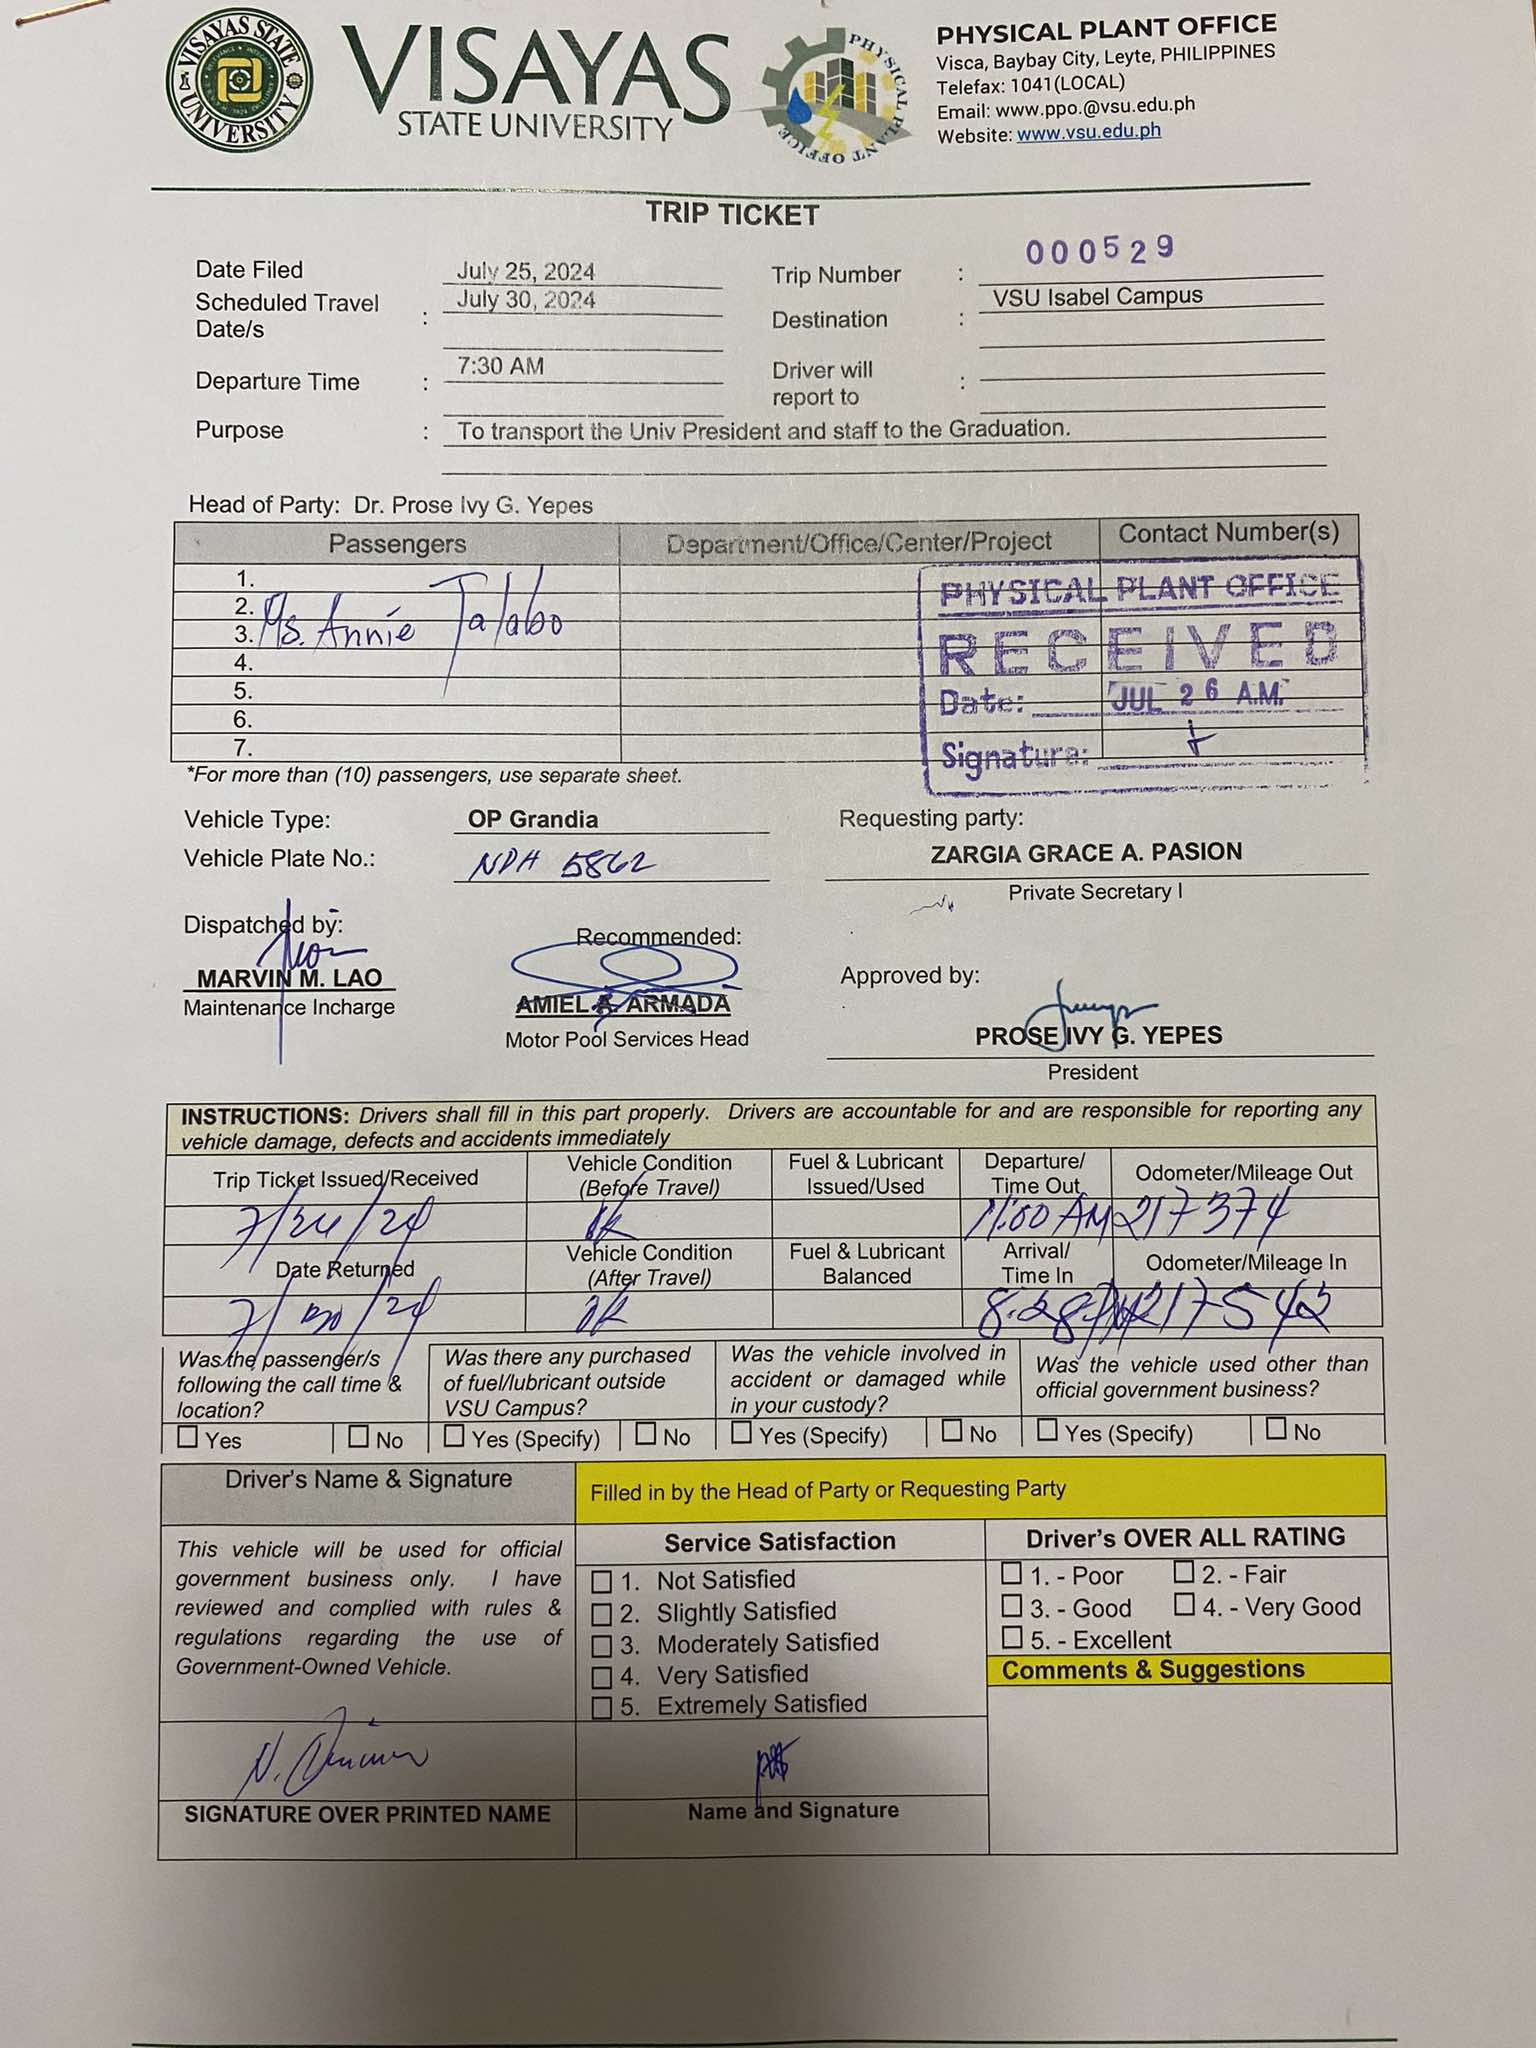 VISAYAS STATE UNIVERSITY
VISAYAS
STATE UNIVERSITY
PHYSICAL PLANT OFFICE
PHYSICAL PLANT OFFICE
Visca, Baybay City, Leyte, PHILIPPINES
Telefax: 1041(LOCAL)
Email: www.ppo.@vsu.edu.ph
Website: www.vsu.edu.ph
TRIP TICKET
Date Filed July 25, 2024 Trip Number : 000529
Scheduled Travel Date/s : July 30, 2024 Destination : VSU Isabel Campus
Departure Time : 7:30 AM Driver will report to :
Purpose : To transport the Univ President and staff to the Graduation.
Head of Party: Dr. Prose Ivy G. Yepes
Passengers Department/Office/Center/Project Contact Number(s)
1.
2.
3. Ms. Annie Talabo
4.
5.
6.
7.
PHYSICAL PLANT OFFICE
RECEIVED
Date: JUL 26 A.M.
Signature:
*For more than (10) passengers, use separate sheet.
Vehicle Type: OP Grandia Requesting party:
Vehicle Plate No.: NPH 5862 ZARGIA GRACE A. PASION
Private Secretary I
Dispatched by: Recommended:
MARVIN M. LAO AMIEL A. ARMADA Approved by:
Maintenance Incharge Motor Pool Services Head PROSE IVY G. YEPES
President
INSTRUCTIONS: Drivers shall fill in this part properly. Drivers are accountable for and are responsible for reporting any
vehicle damage, defects and accidents immediately
Trip Ticket Issued/Received Vehicle Condition (Before Travel) Fuel & Lubricant Issued/Used Departure/ Time Out Odometer/Mileage Out
7/26/24 OK 11:00 AM 217374
Date Returned Vehicle Condition (After Travel) Fuel & Lubricant Balanced Arrival/ Time In Odometer/Mileage In
7/30/24 OK 8:28 PM 217542
Was the passenger/s following the call time & location? Was there any purchased of fuel/lubricant outside VSU Campus? Was the vehicle involved in accident or damaged while in your custody? Was the vehicle used other than official government business?
Yes No Yes (Specify) No Yes (Specify) No Yes (Specify) No
Driver's Name & Signature Filled in by the Head of Party or Requesting Party
This vehicle will be used for official
government business only. I have
reviewed and complied with rules &
regulations regarding the use of
Government-Owned Vehicle.
Service Satisfaction
1. Not Satisfied
2. Slightly Satisfied
3. Moderately Satisfied
4. Very Satisfied
5. Extremely Satisfied
Driver's OVER ALL RATING
1. - Poor 2. - Fair
3. - Good 4. - Very Good
5. - Excellent
Comments & Suggestions
SIGNATURE OVER PRINTED NAME Name and Signature